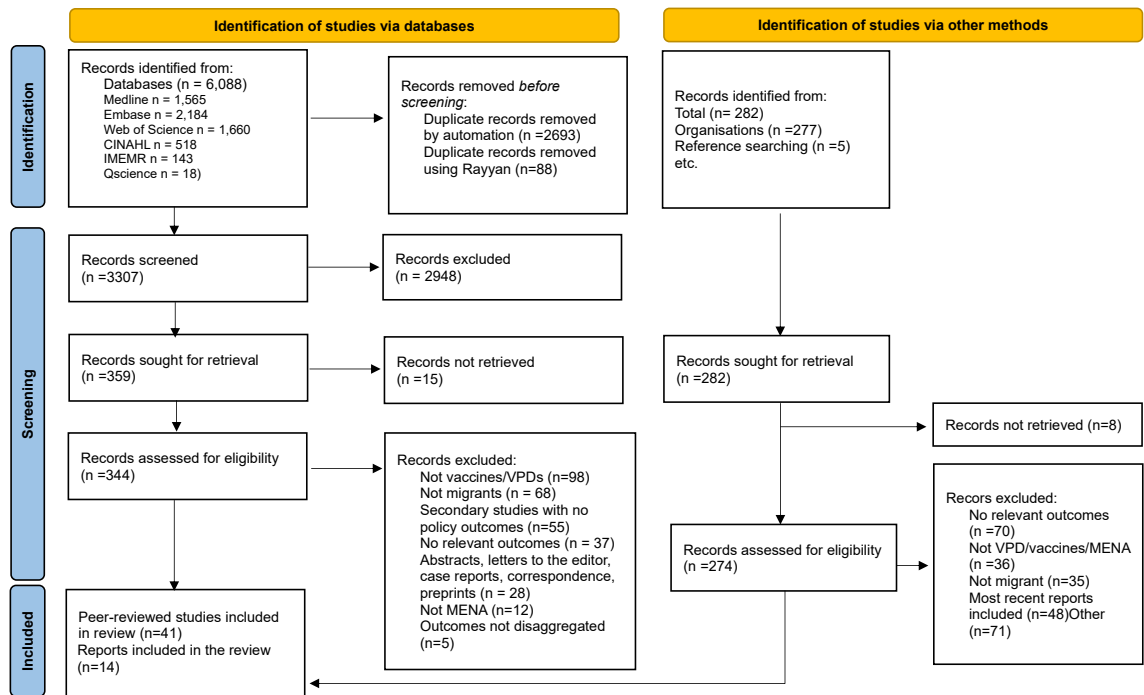 Identification of studies via databases
Identification of studies via other methods
Identification
Records identified from:
Databases (n = 6,088)
Medline n = 1,565
Embase n = 2,184
Web of Science n = 1,660
CINAHL n = 518
IMEMR n = 143
Qscience n = 18)
Records removed before
screening:
Duplicate records removed
by automation (n =2693)
Duplicate records removed
using Rayyan (n=88)
Records identified from:
Total (n= 282)
Organisations (n =277)
Reference searching (n =5)
etc.
Screening
Records screened
(n =3307)
Records excluded
(n = 2948)
Records sought for retrieval
(n =359)
Records not retrieved
(n =15)
Records sought for retrieval
(n =282)
Records not retrieved (n=8)
Records assessed for eligibility
(n =344)
Records excluded:
Not vaccines/VPDs (n=98)
Not migrants (n = 68)
Secondary studies with no
policy outcomes (n=55)
No relevant outcomes (n = 37)
Abstracts, letters to the editor,
case reports, correspondence,
preprints (n = 28)
Not MENA (n=12)
Outcomes not disaggregated
(n=5)
Records assessed for eligibility
(n =274)
Recors excluded:
No relevant outcomes
(n =70)
Not VPD/vaccines/MENA
(n =36)
Not migrant (n=35)
Most recent reports
included (n=48)Other
(n=71)
Included
Peer-reviewed studies included
in review (n=41)
Reports included in the review
(n=14)